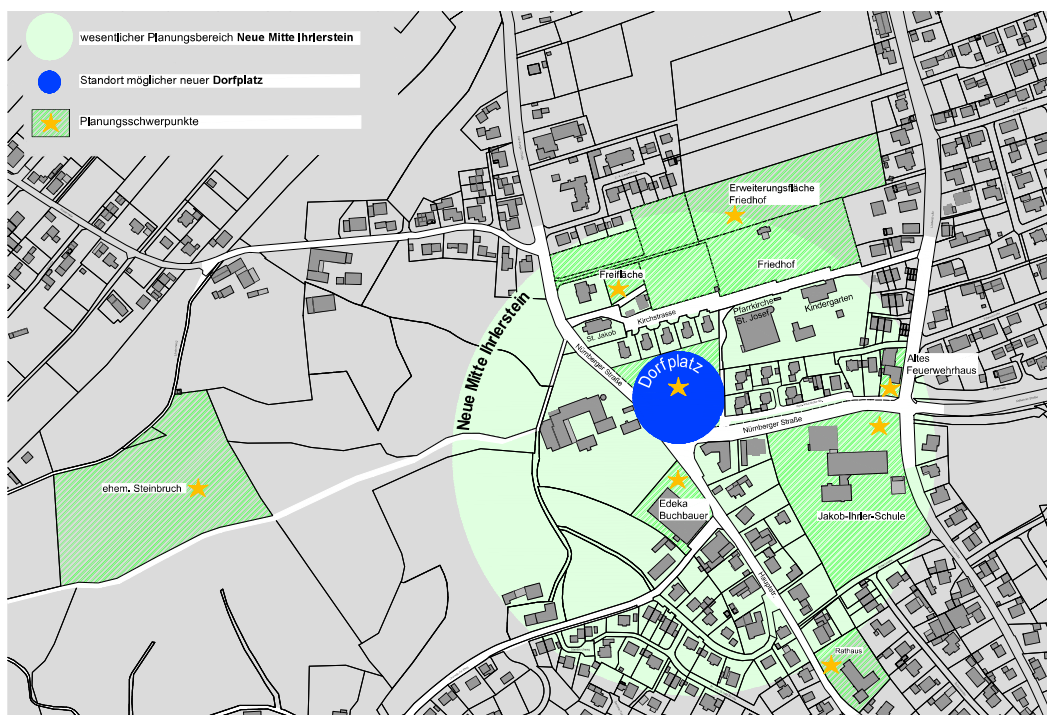 wesentlicher Planungsbereich Neue Mitte Ihrlerstein
Standort möglicher neuer Dorfplatz
Planungsschwerpunkte
Erweiterungsfläche
Friedhof
Friedhof
Freifläche
Kirchstrasse
Pfarrkirche
St. Josef
Kindergarten
St. Jakob
Nürnberger Straße
Neue Mitte Ihrlerstein
Dorfplatz
Altes
Feuerwehrhaus
Nürnberger Straße
ehem. Steinbruch
Edeka
Buchbauer
Jakob-Ihrler-Schule
Hauptstr.
Rathaus